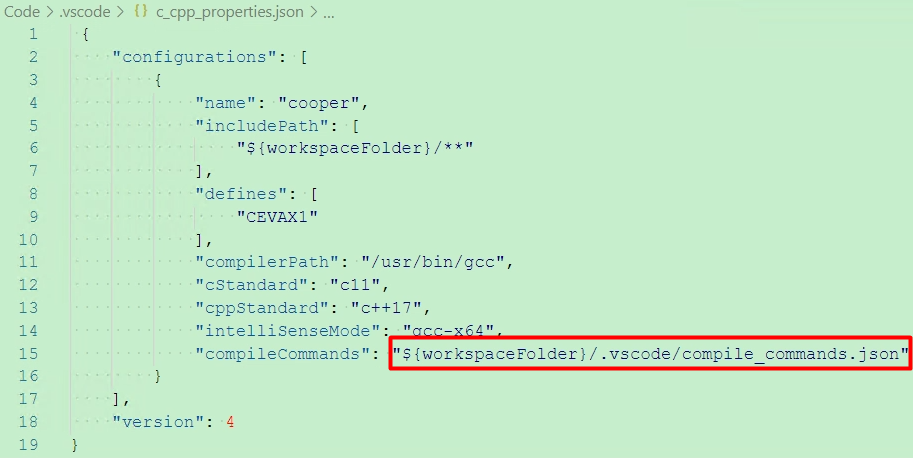 Code > .vscode > {} c_cpp_properties.json > ...
1 {
2 "configurations": [
3 {
4 "name": "cooper",
5 "includePath": [
6 "${workspaceFolder}/**"
7 ],
8 "defines": [
9 "CEVAX1"
10 ],
11 "compilerPath": "/usr/bin/gcc",
12 "cStandard": "c11",
13 "cppStandard": "c++17",
14 "intelliSenseMode": "gcc-x64",
15 "compileCommands": "${workspaceFolder}/.vscode/compile_commands.json"
16 }
17 ],
18 "version": 4
19 }